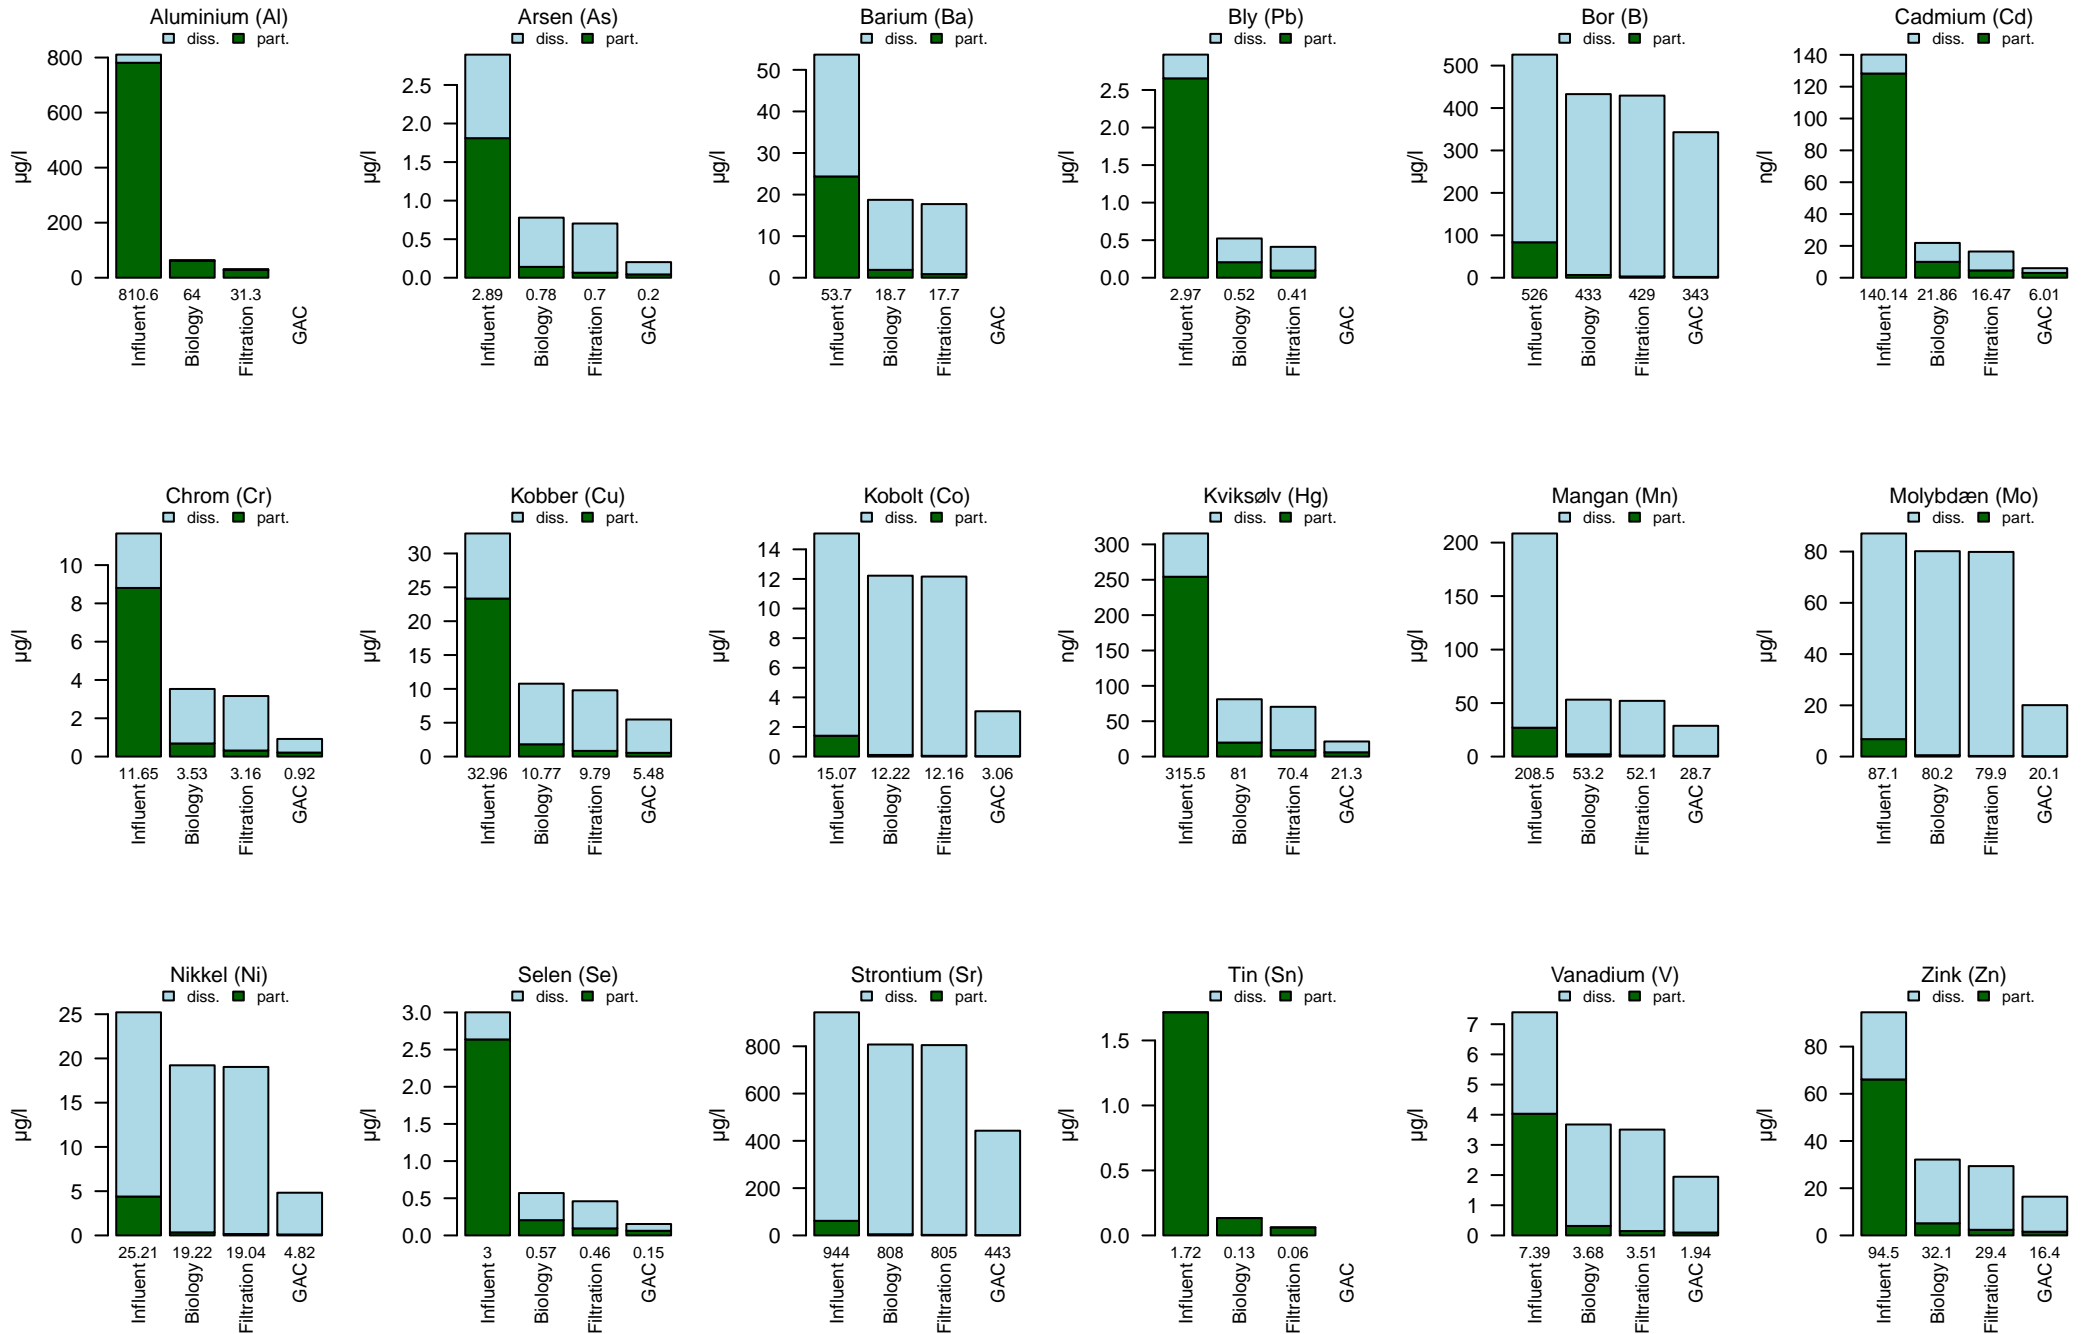 Aluminium (Al)
diss. part.
µg/l
800
600
400
200
0
810.6 64 31.3
Influent
Biology
Filtration
GAC
Arsen (As)
diss. part.
µg/l
2.5
2.0
1.5
1.0
0.5
0.0
2.89 0.78 0.7 0.2
Influent
Biology
Filtration
GAC
Barium (Ba)
diss. part.
µg/l
50
40
30
20
10
0
53.7 18.7 17.7
Influent
Biology
Filtration
GAC
Bly (Pb)
diss. part.
µg/l
2.5
2.0
1.5
1.0
0.5
0.0
2.97 0.52 0.41
Influent
Biology
Filtration
GAC
Bor (B)
diss. part.
µg/l
500
400
300
200
100
0
526 433 429 343
Influent
Biology
Filtration
GAC
Cadmium (Cd)
diss. part.
ng/l
140
120
100
80
60
40
20
0
140.14 21.86 16.47 6.01
Influent
Biology
Filtration
GAC
Chrom (Cr)
diss. part.
µg/l
10
8
6
4
2
0
11.65 3.53 3.16 0.92
Influent
Biology
Filtration
GAC
Kobber (Cu)
diss. part.
µg/l
30
25
20
15
10
5
0
32.96 10.77 9.79 5.48
Influent
Biology
Filtration
GAC
Kobolt (Co)
diss. part.
µg/l
14
12
10
8
6
4
2
0
15.07 12.22 12.16 3.06
Influent
Biology
Filtration
GAC
Kviksølv (Hg)
diss. part.
ng/l
300
250
200
150
100
50
0
315.5 81 70.4 21.3
Influent
Biology
Filtration
GAC
Mangan (Mn)
diss. part.
µg/l
200
150
100
50
0
208.5 53.2 52.1 28.7
Influent
Biology
Filtration
GAC
Molybdæn (Mo)
diss. part.
µg/l
80
60
40
20
0
87.1 80.2 79.9 20.1
Influent
Biology
Filtration
GAC
Nikkel (Ni)
diss. part.
µg/l
25
20
15
10
5
0
25.21 19.22 19.04 4.82
Influent
Biology
Filtration
GAC
Selen (Se)
diss. part.
µg/l
3.0
2.5
2.0
1.5
1.0
0.5
0.0
3 0.57 0.46 0.15
Influent
Biology
Filtration
GAC
Strontium (Sr)
diss. part.
µg/l
800
600
400
200
0
944 808 805 443
Influent
Biology
Filtration
GAC
Tin (Sn)
diss. part.
µg/l
1.5
1.0
0.5
0.0
1.72 0.13 0.06
Influent
Biology
Filtration
GAC
Vanadium (V)
diss. part.
µg/l
7
6
5
4
3
2
1
0
7.39 3.68 3.51 1.94
Influent
Biology
Filtration
GAC
Zink (Zn)
diss. part.
µg/l
80
60
40
20
0
94.5 32.1 29.4 16.4
Influent
Biology
Filtration
GAC